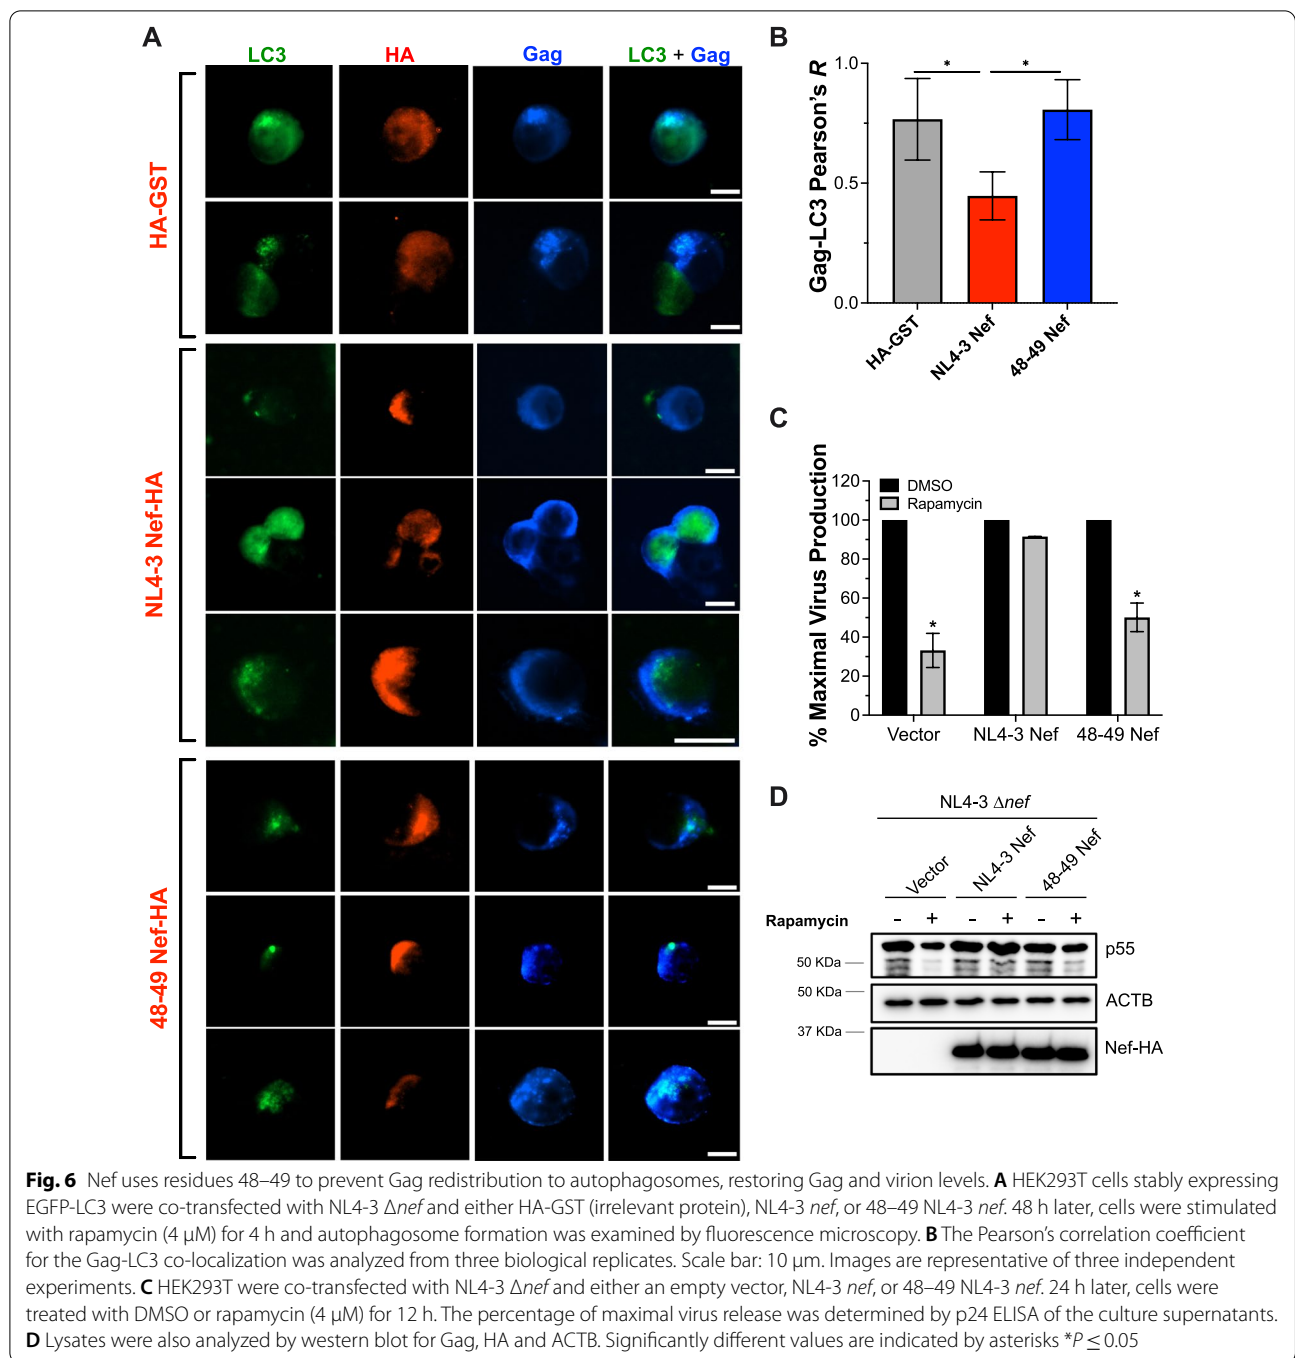 A
LC3
HA
Gag
LC3 + Gag
HA-GST
NL4-3 Nef-HA
48-49 Nef-HA
B
Gag-LC3 Pearson's R
1.0
0.5
0.0
*
*
HA-GST
NL4-3 Nef
48-49 Nef
C
% Maximal Virus Production
120
100
80
60
40
20
0
DMSO
Rapamycin
*
*
Vector
NL4-3 Nef
48-49 Nef
D
NL4-3 Δnef
Vector
NL4-3 Nef
48-49 Nef
Rapamycin - + - + - +
50 KDa
p55
50 KDa
ACTB
37 KDa
Nef-HA
Fig. 6 Nef uses residues 48–49 to prevent Gag redistribution to autophagosomes, restoring Gag and virion levels. A HEK293T cells stably expressing
EGFP-LC3 were co-transfected with NL4-3 Δnef and either HA-GST (irrelevant protein), NL4-3 nef, or 48–49 NL4-3 nef. 48 h later, cells were stimulated
with rapamycin (4 μM) for 4 h and autophagosome formation was examined by fluorescence microscopy. B The Pearson's correlation coefficient
for the Gag-LC3 co-localization was analyzed from three biological replicates. Scale bar: 10 μm. Images are representative of three independent
experiments. C HEK293T were co-transfected with NL4-3 Δnef and either an empty vector, NL4-3 nef, or 48–49 NL4-3 nef. 24 h later, cells were
treated with DMSO or rapamycin (4 μM) for 12 h. The percentage of maximal virus release was determined by p24 ELISA of the culture supernatants.
D Lysates were also analyzed by western blot for Gag, HA and ACTB. Significantly different values are indicated by asterisks *P ≤ 0.05